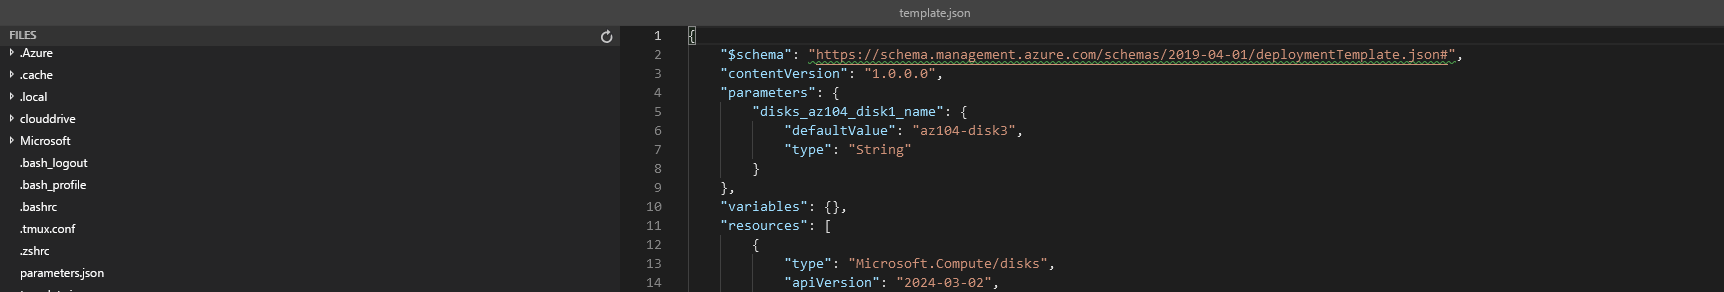 template.json
FILES
.Azure
.cache
.local
clouddrive
Microsoft
.bash_logout
.bash_profile
.bashrc
.tmux.conf
.zshrc
parameters.json
1 {
2 "$schema": "https://schema.management.azure.com/schemas/2019-04-01/deploymentTemplate.json#",
3 "contentVersion": "1.0.0.0",
4 "parameters": {
5 "disks_az104_disk1_name": {
6 "defaultValue": "az104-disk3",
7 "type": "String"
8 }
9 },
10 "variables": {},
11 "resources": [
12 {
13 "type": "Microsoft.Compute/disks",
14 "apiVersion": "2024-03-02",